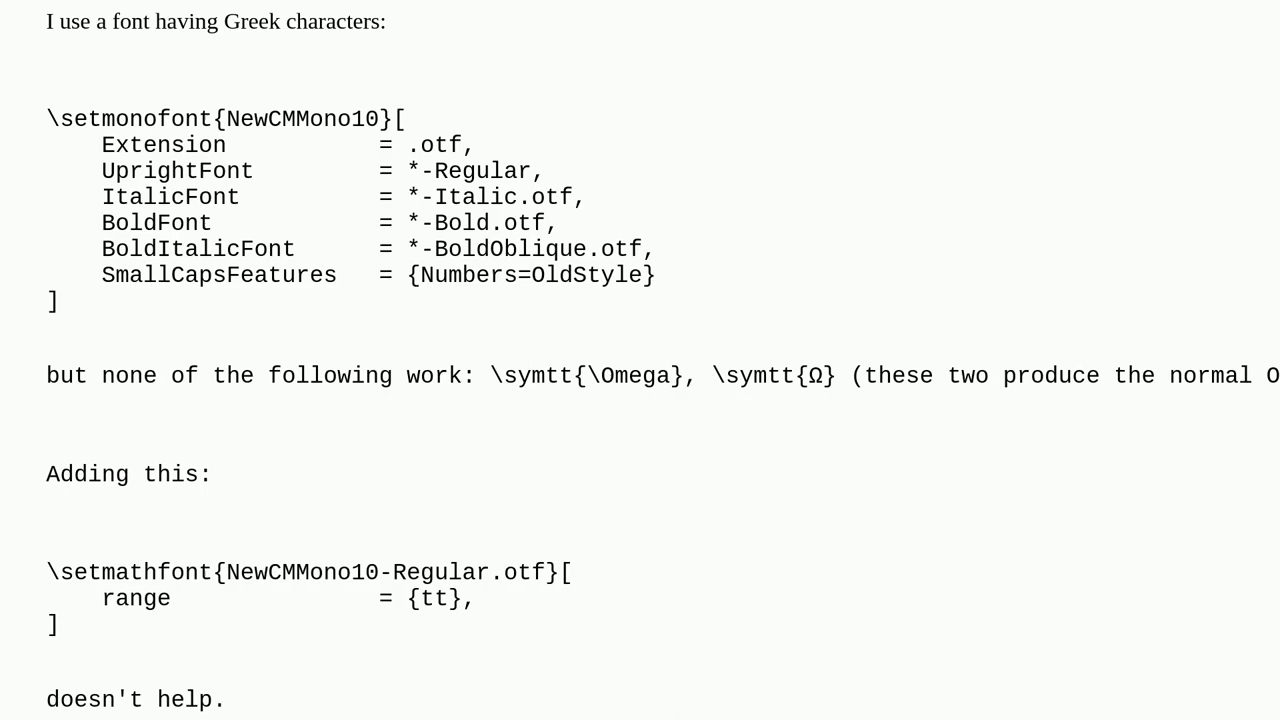 I use a font having Greek characters:
\setmonofont{NewCMMono10}[
    Extension           = .otf,
    UprightFont         = *-Regular,
    ItalicFont          = *-Italic.otf,
    BoldFont            = *-Bold.otf,
    BoldItalicFont      = *-BoldOblique.otf,
    SmallCapsFeatures   = {Numbers=OldStyle}
]
but none of the following work: \symtt{\Omega}, \symtt{Ω} (these two produce the normal O
Adding this:
\setmathfont{NewCMMono10-Regular.otf}[
    range               = {tt},
]
doesn't help.